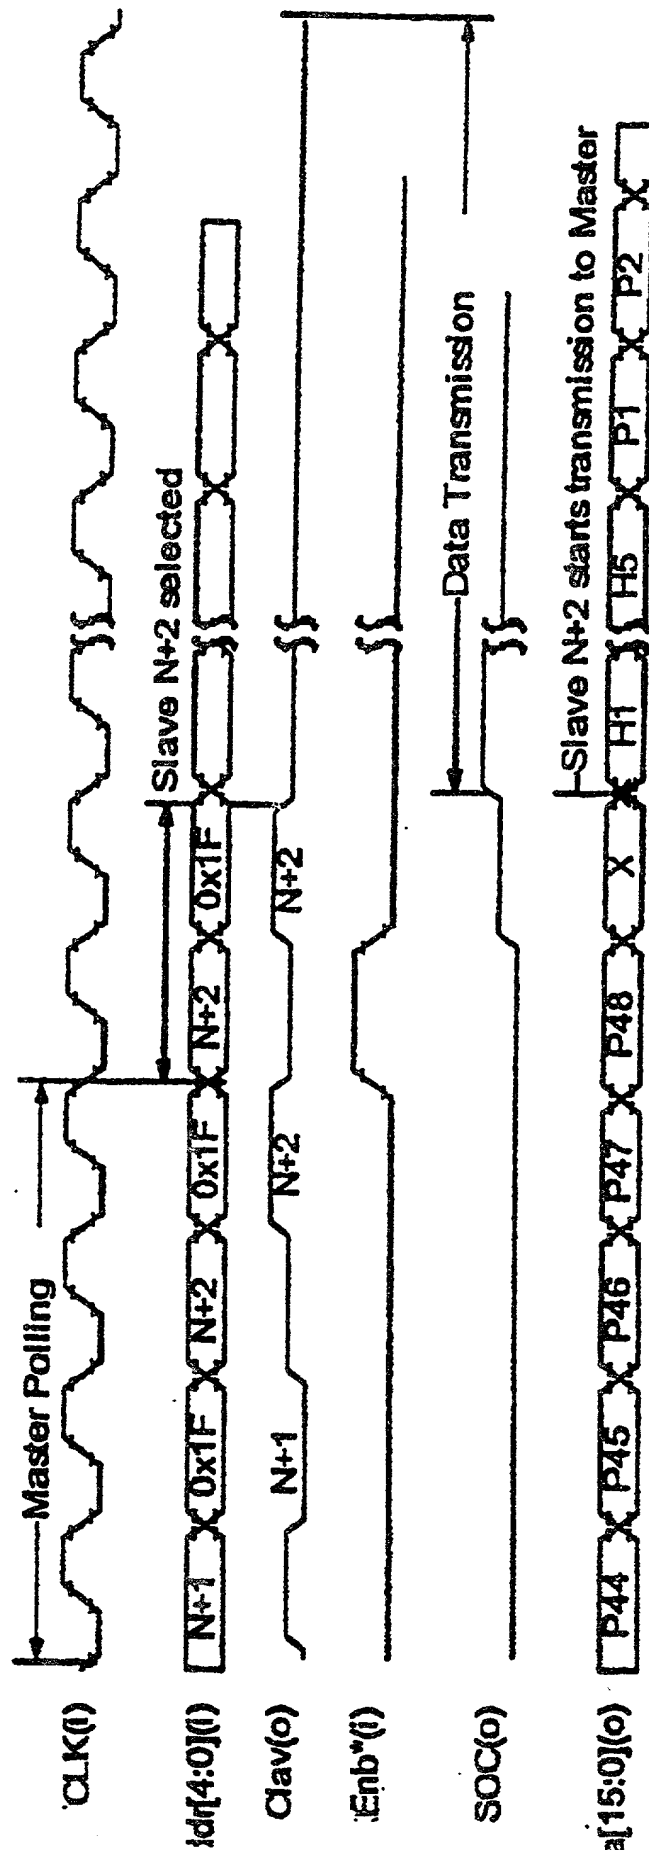 Master Polling
Slave N+2 selected
CLK(i)
ddr[4:0](i) N+1 0x1F N+2 0x1F N+2 0x1F
Clav(o) N+1 N+2 N+2
Enb*(i)
Data Transmission
SOC(o)
Slave N+2 starts transmission to Master
a[15:0](o) P44 P45 P46 P47 P48 X H1 H5 P1 P2